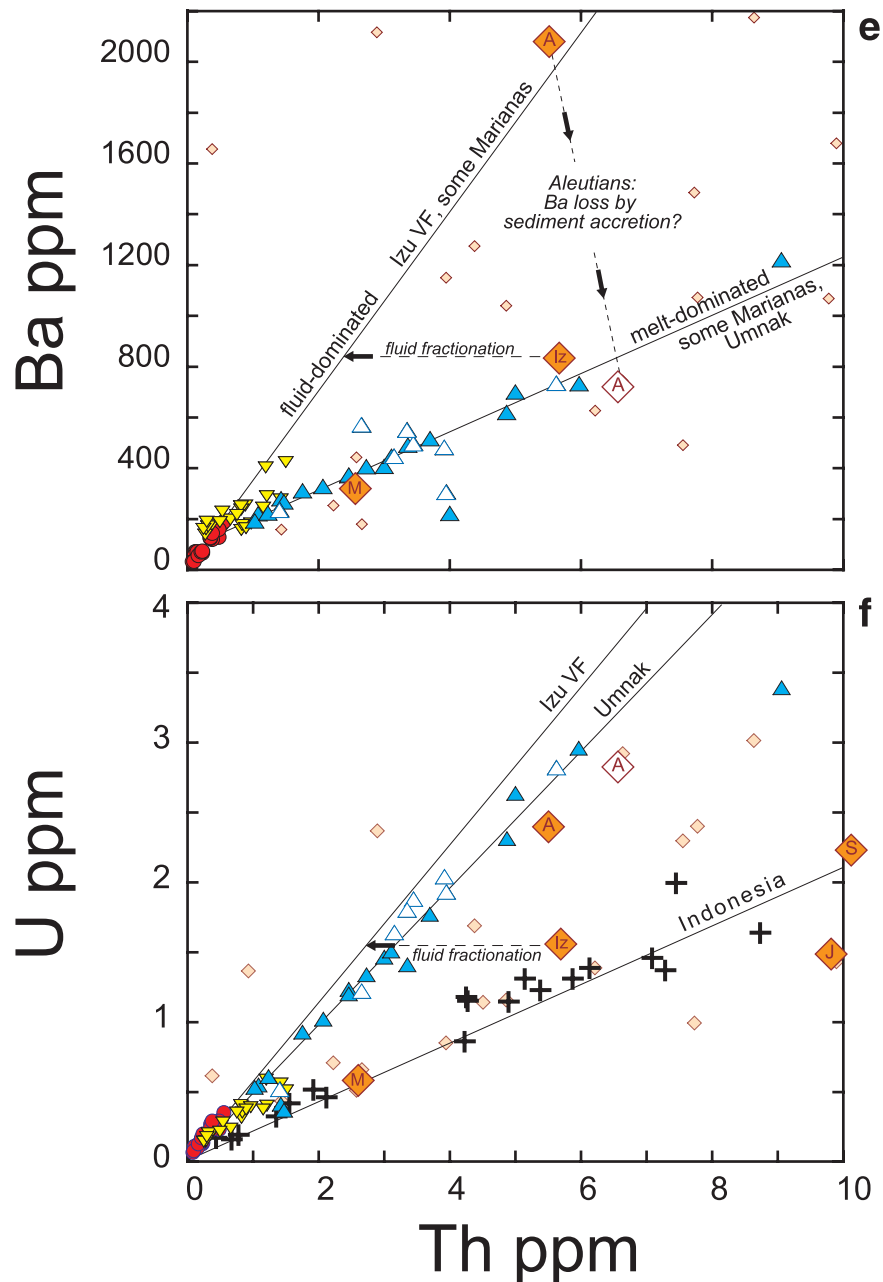 e
2000
1600
1200
800
400
0
Ba ppm
A
Izu VF, some Marianas
fluid-dominated
Aleutians:
Ba loss by
sediment accretion?
melt-dominated
some Marianas,
Umnak
fluid fractionation
Iz
A
M
f
4
3
2
1
0
U ppm
Izu VF
Umnak
A
A
S
Indonesia
Iz
J
fluid fractionation
M
0 2 4 6 8 10
Th ppm